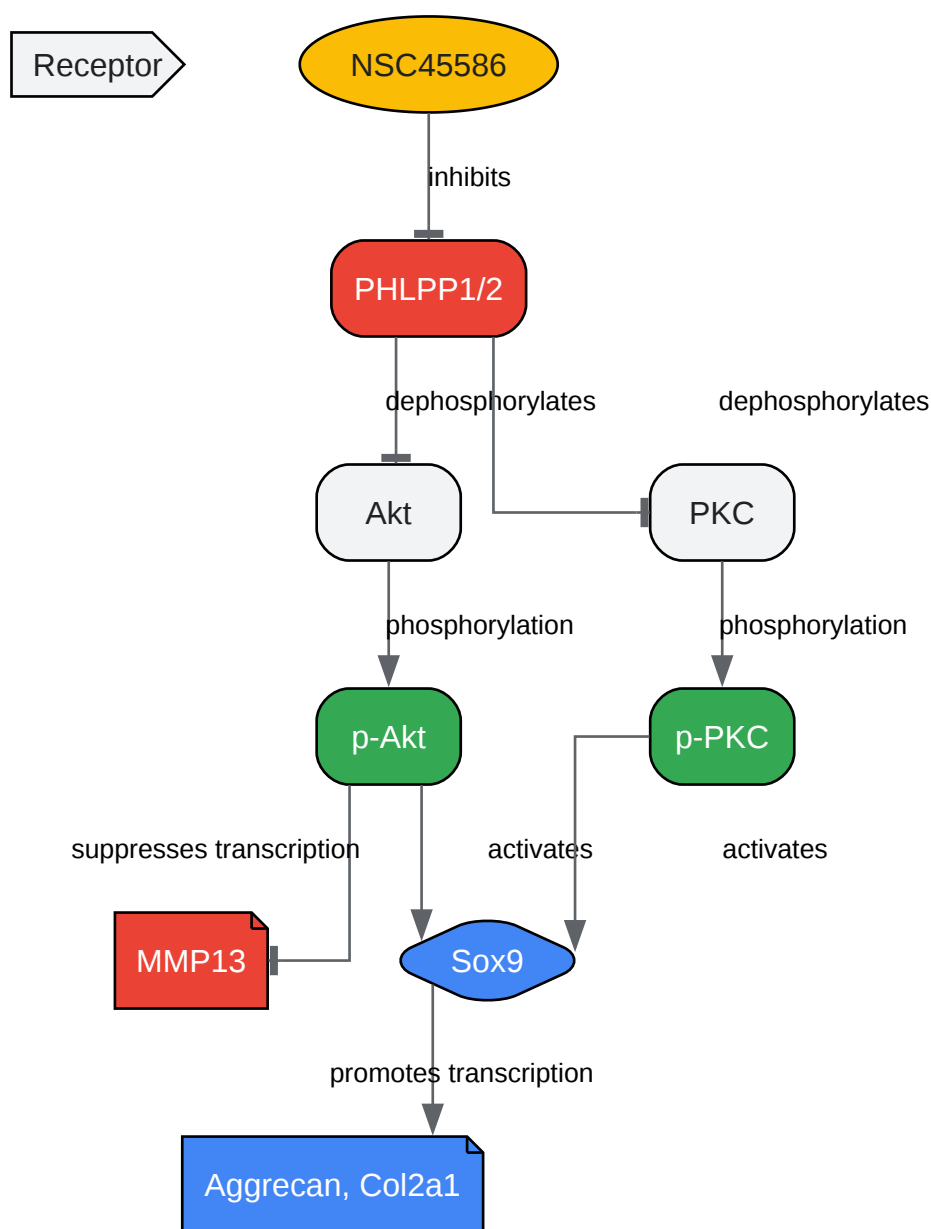 Receptor
NSC45586
inhibits
PHLPP1/2
dephosphorylates
dephosphorylates
Akt
PKC
phosphorylation
phosphorylation
p-Akt
p-PKC
suppresses transcription
activates
activates
MMP13
Sox9
promotes transcription
Aggrecan, Col2a1